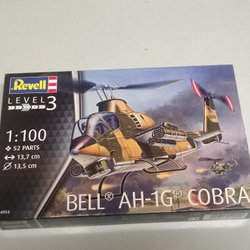 Revell
LEVEL 3
1:100
52 PARTS
13,7 cm
13,5 cm
BELL® AH-1G® COBRA